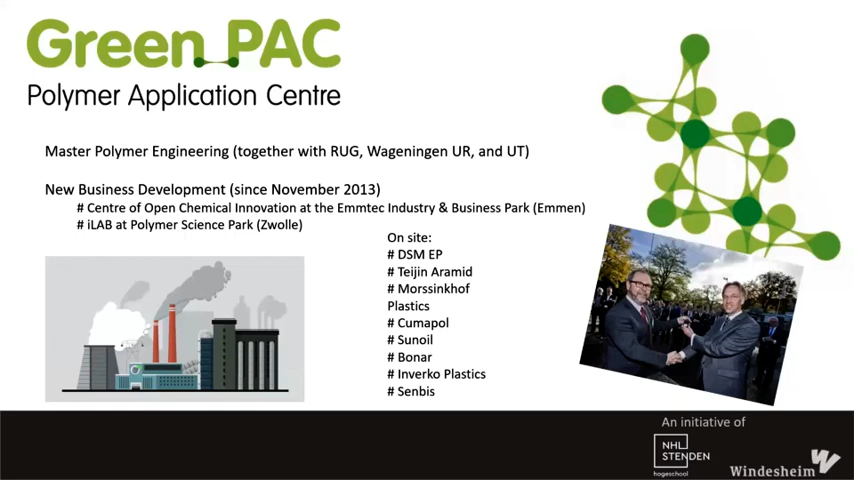 Green PAC
Polymer Application Centre
Master Polymer Engineering (together with RUG, Wageningen UR, and UT)
New Business Development (since November 2013)
# Centre of Open Chemical Innovation at the Emmtec Industry & Business Park (Emmen)
# iLAB at Polymer Science Park (Zwolle)
On site:
# DSM EP
# Teijin Aramid
# Morssinkhof
Plastics
# Cumapol
# Sunoil
# Bonar
# Inverko Plastics
# Senbis
An initiative of
NHL
STENDEN
hogeschool
Windesheim